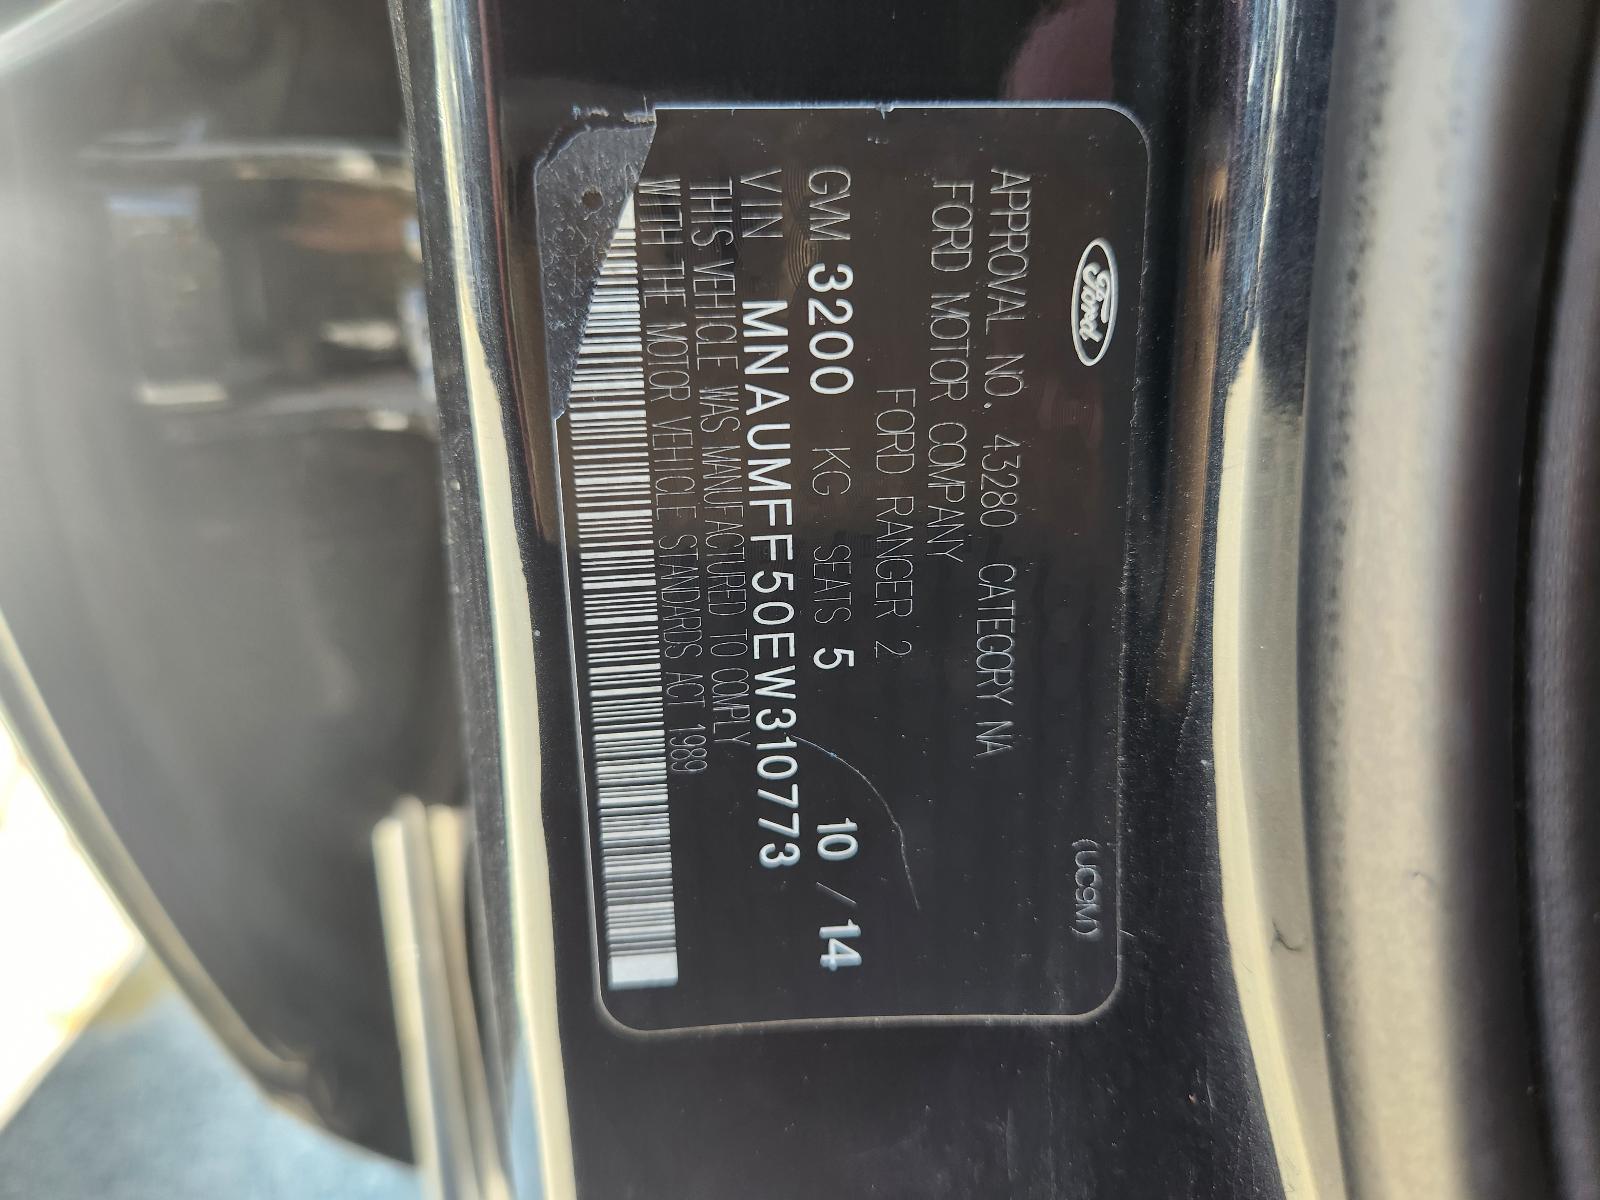 Ford
(UC9M)
APPROVAL NO. 43280 CATEGORY NA
FORD MOTOR COMPANY
FORD RANGER 2
GVM 3200 KG SEATS 5 10 / 14
VIN MNAUMFF50EW310773
THIS VEHICLE WAS MANUFACTURED TO COMPLY
WITH THE MOTOR VEHICLE STANDARDS ACT 1989